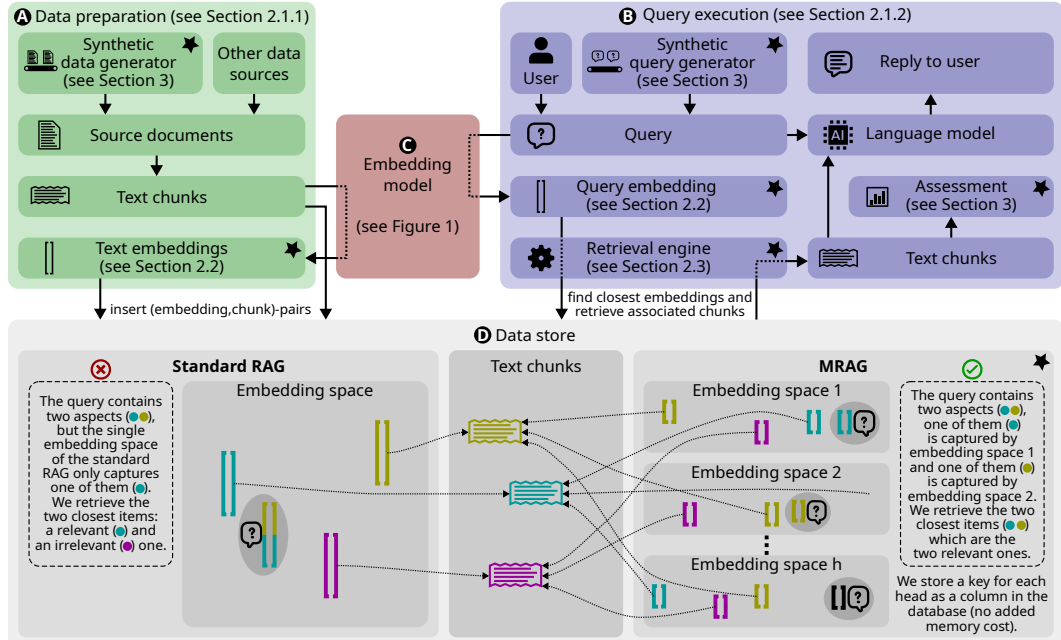 A Data preparation (see Section 2.1.1)
Synthetic
data generator
(see Section 3)
Other data
sources
Source documents
Text chunks
Text embeddings
(see Section 2.2)
C
Embedding
model
(see Figure 1)
B Query execution (see Section 2.1.2)
User
Synthetic
query generator
(see Section 3)
Reply to user
? Query
AI Language model
Query embedding
(see Section 2.2)
Assessment
(see Section 3)
Retrieval engine
(see Section 2.3)
Text chunks
insert (embedding,chunk)-pairs
find closest embeddings and
retrieve associated chunks
D Data store
Standard RAG
The query contains
two aspects (),
but the single
embedding space
of the standard
RAG only captures
one of them ().
We retrieve the
two closest items:
a relevant () and
an irrelevant () one.
Embedding space
?
Text chunks
MRAG
Embedding space 1
?
Embedding space 2
?
Embedding space h
?
The query contains
two aspects (),
one of them ()
is captured by
embedding space 1
and one of them ()
is captured by
embedding space 2.
We retrieve the two
closest items ()
which are the
two relevant ones.
We store a key for each
head as a column in the
database (no added
memory cost).